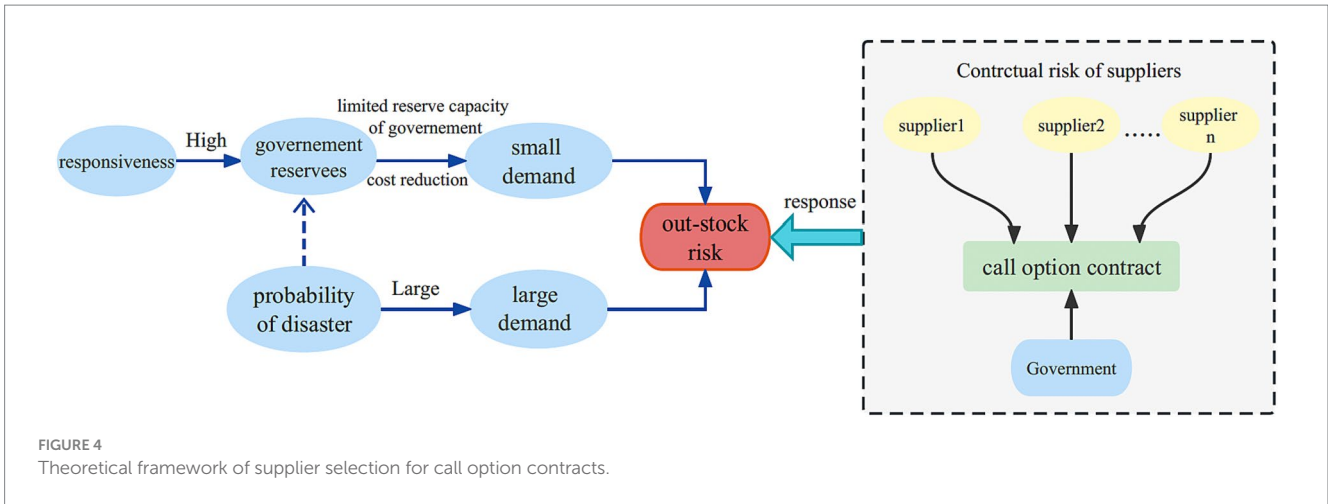 responsiveness
High
governement
reservees
limited reserve capacity
of governement
cost reduction
small
demand
probability
of disaster
Large
large
demand
out-stock
risk
response
Contrctual risk of suppliers
supplier1
supplier2
.....
supplier
n
call option contract
Government
FIGURE 4
Theoretical framework of supplier selection for call option contracts.